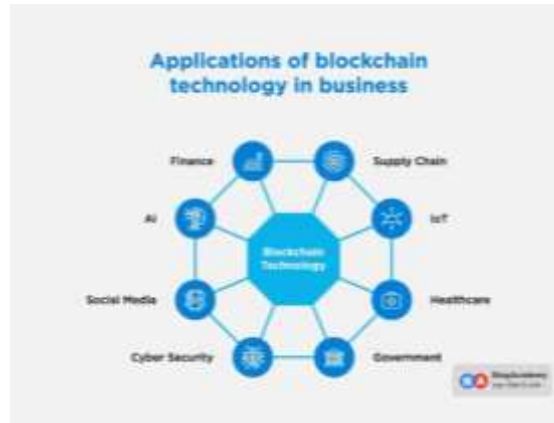 Applications of blockchain
technology in business
Finance
Supply Chain
AI
IoT
Blockchain
Technology
Social Media
Healthcare
Cyber Security
Government